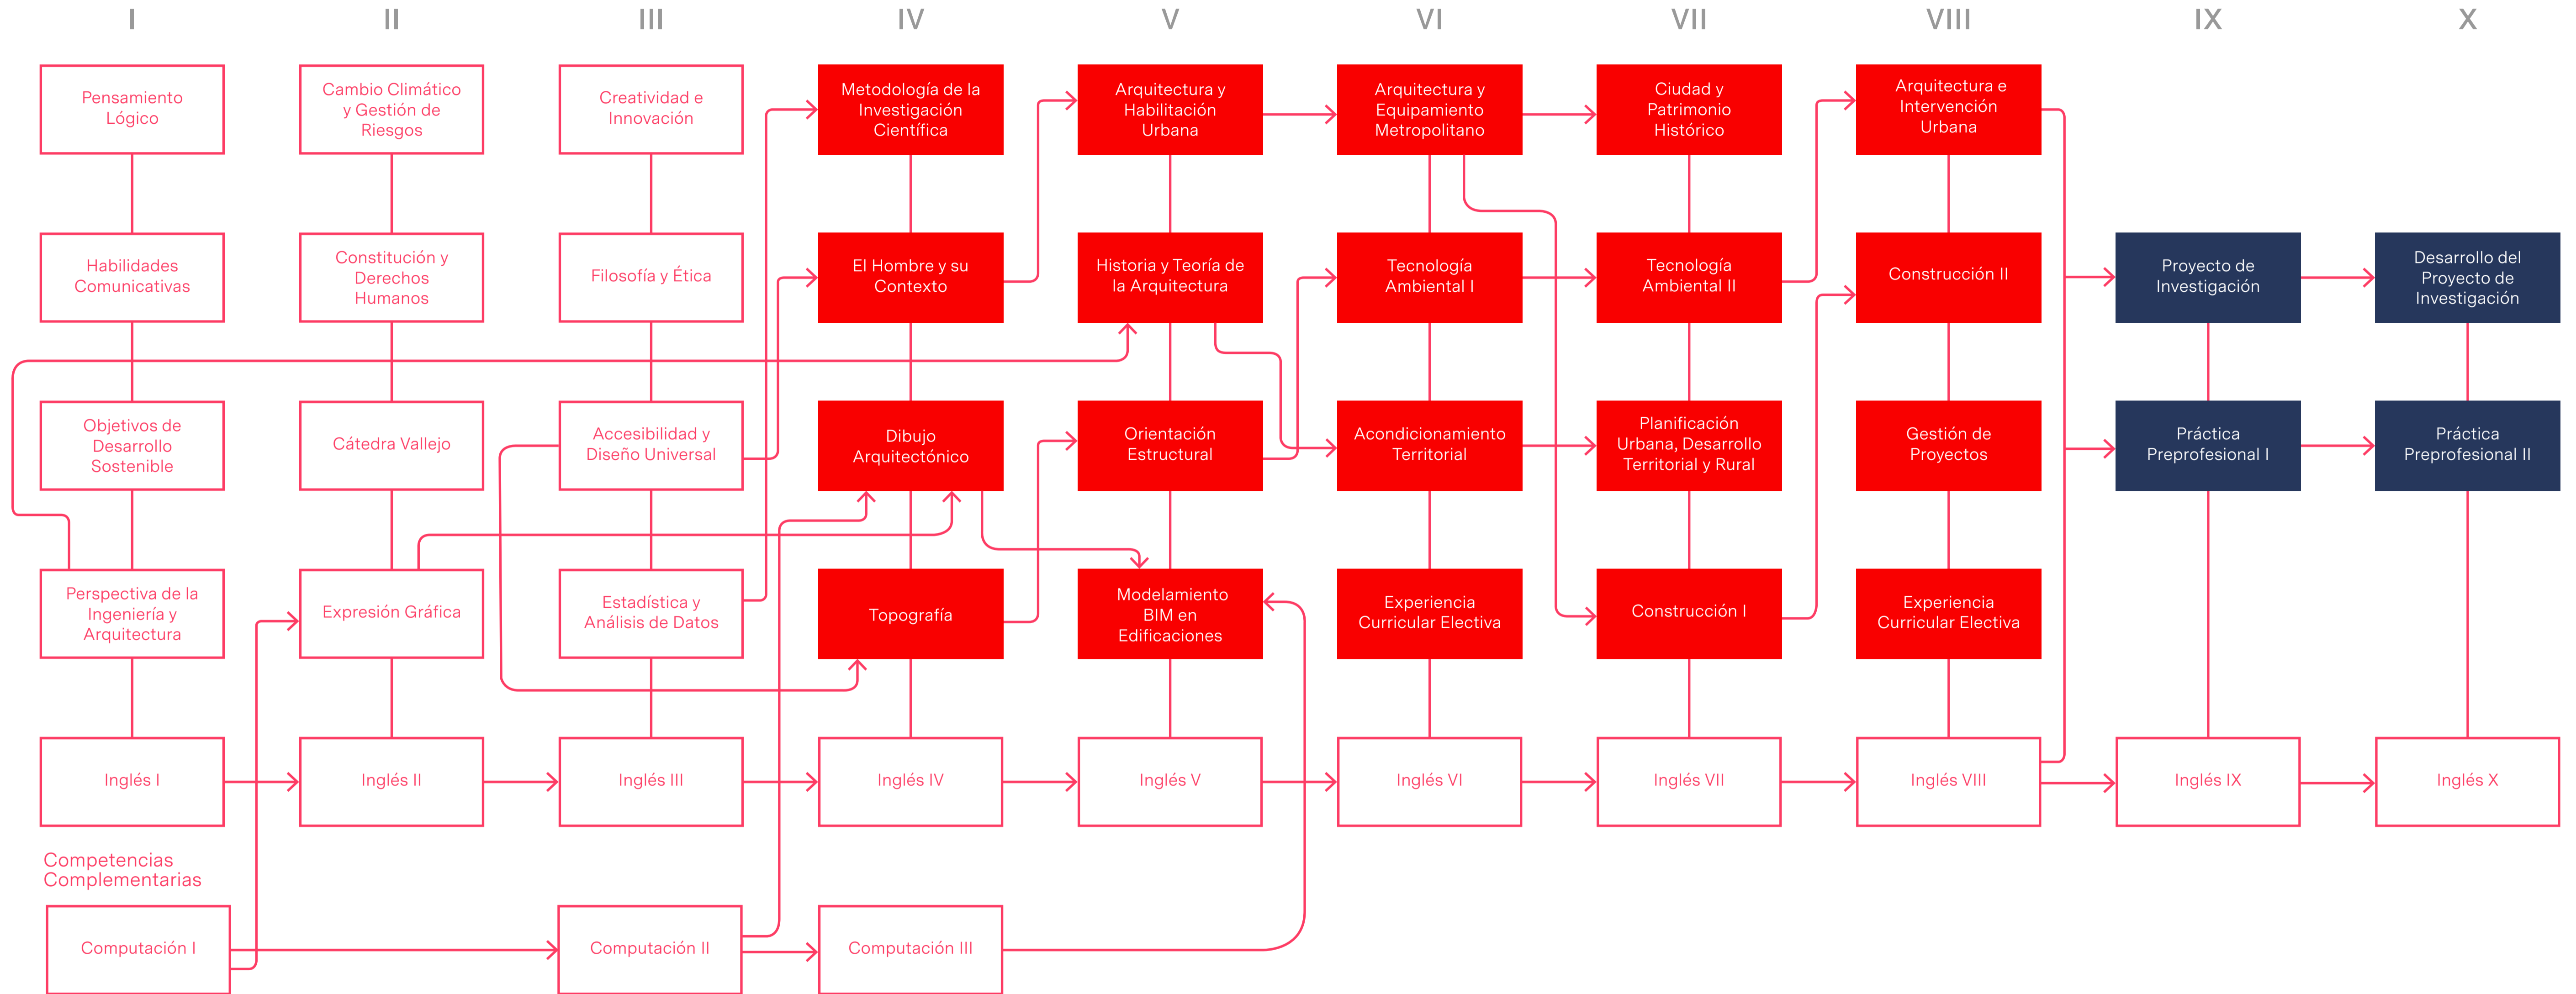 I
II
III
IV
V
VI
VII
VIII
IX
X
Pensamiento
Lógico
Cambio Climático
y Gestión de
Riesgos
Creatividad e
Innovación
Metodología de la
Investigación
Científica
Arquitectura y
Habilitación
Urbana
Arquitectura y
Equipamiento
Metropolitano
Ciudad y
Patrimonio
Histórico
Arquitectura e
Intervención
Urbana
Habilidades
Comunicativas
Constitución y
Derechos
Humanos
Filosofía y Ética
El Hombre y su
Contexto
Historia y Teoría de
la Arquitectura
Tecnología
Ambiental I
Tecnología
Ambiental II
Construcción II
Proyecto de
Investigación
Desarrollo del
Proyecto de
Investigación
Objetivos de
Desarrollo
Sostenible
Cátedra Vallejo
Accesibilidad y
Diseño Universal
Dibujo
Arquitectónico
Orientación
Estructural
Acondicionamiento
Territorial
Planificación
Urbana, Desarrollo
Territorial y Rural
Gestión de
Proyectos
Práctica
Preprofesional I
Práctica
Preprofesional II
Perspectiva de la
Ingeniería y
Arquitectura
Expresión Gráfica
Estadística y
Análisis de Datos
Topografía
Modelamiento
BIM en
Edificaciones
Experiencia
Curricular Electiva
Construcción I
Experiencia
Curricular Electiva
Inglés I
Inglés II
Inglés III
Inglés IV
Inglés V
Inglés VI
Inglés VII
Inglés VIII
Inglés IX
Inglés X
Competencias
Complementarias
Computación I
Computación II
Computación III